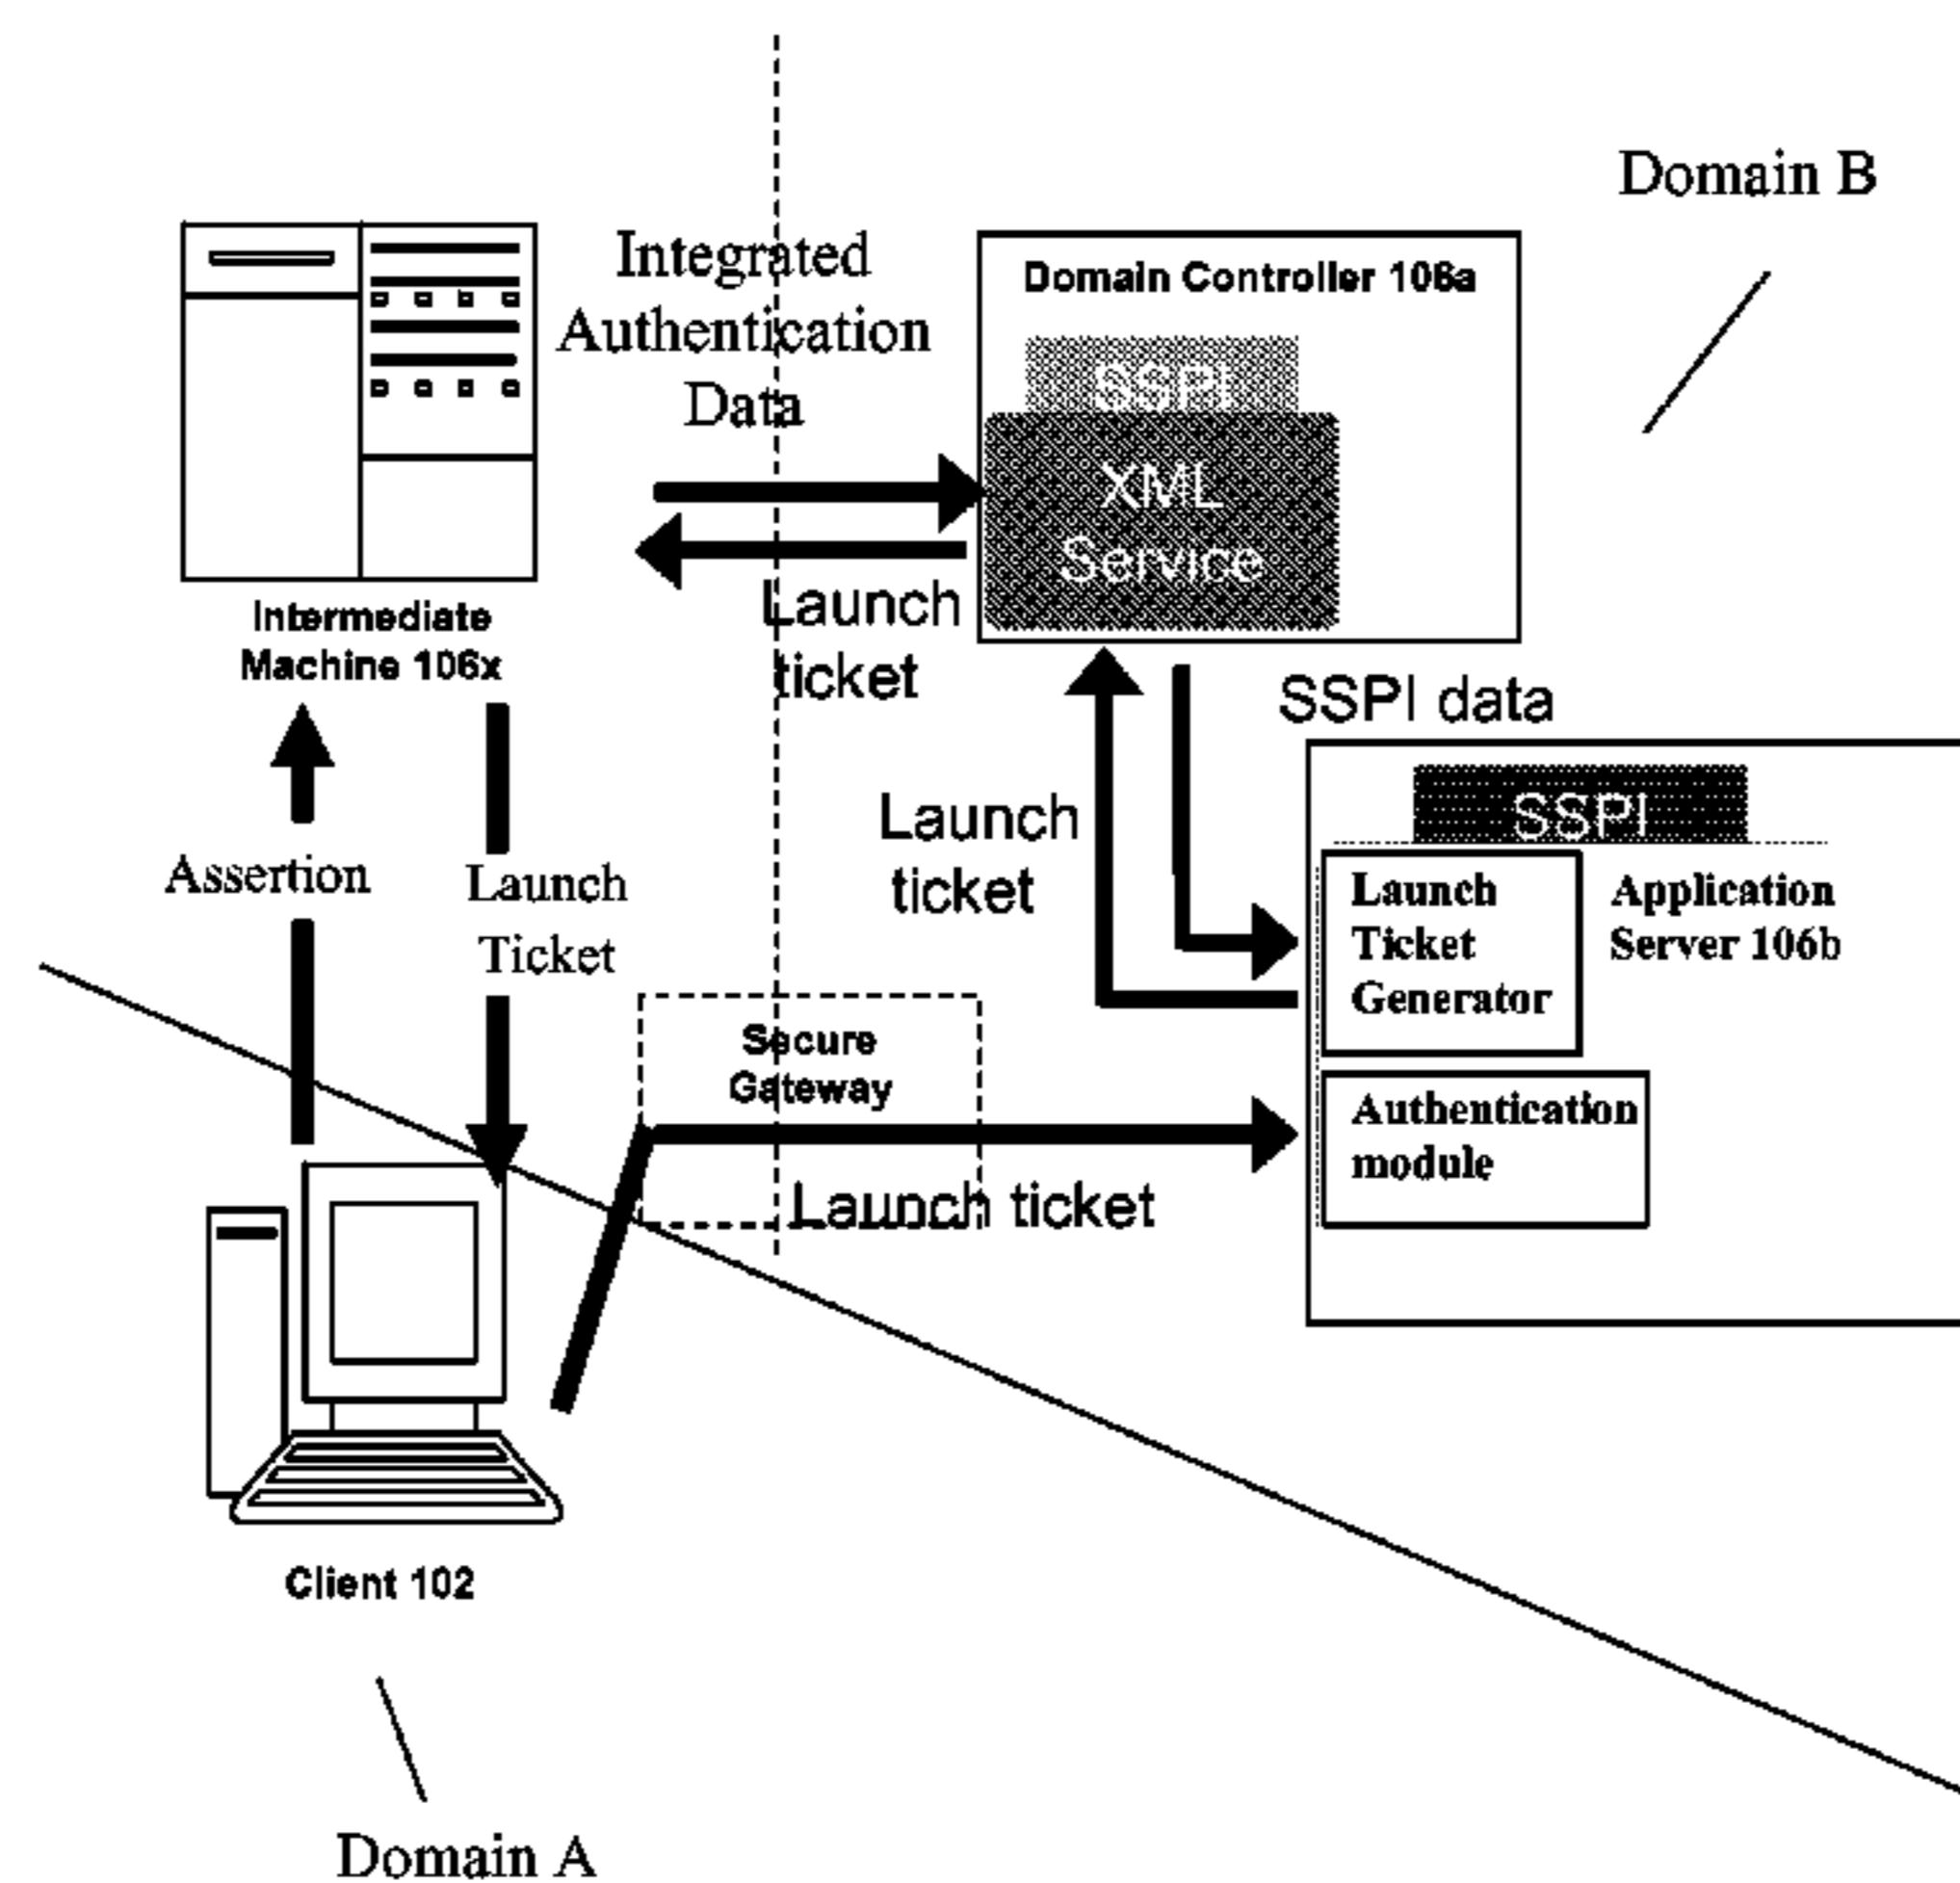 Domain B
Integrated
Authentication
Data
Domain Controller 106a
SSPI
XML
Service
Launch
ticket
Intermediate
Machine 106x
SSPI data
SSPI
Assertion
Launch
Ticket
Launch
ticket
Launch
Ticket
Generator
Application
Server 106b
Secure
Gateway
Authentication
module
Launch ticket
Client 102
Domain A